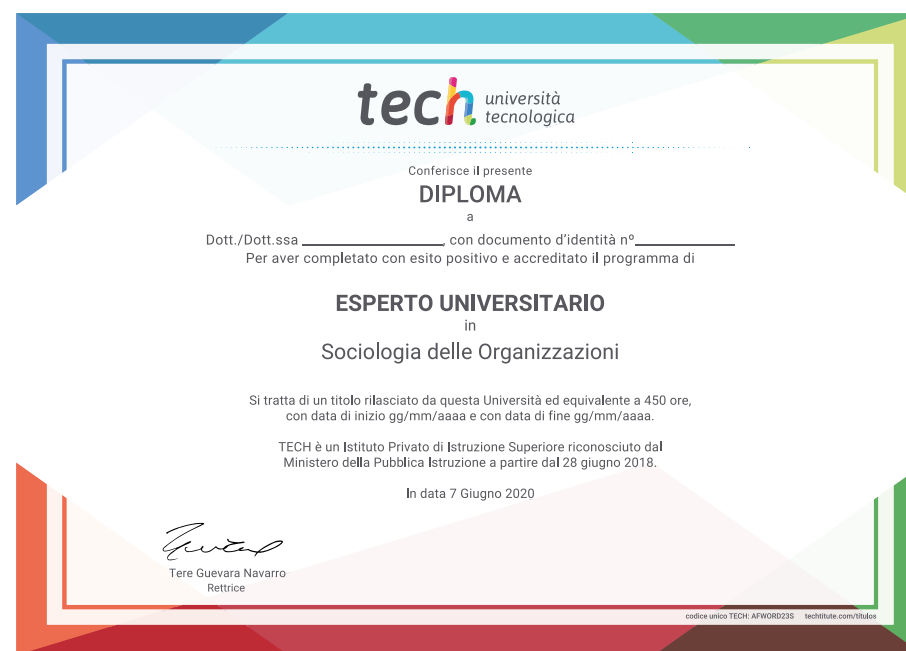 tech università
tecnologica
Conferisce il presente
DIPLOMA
a
Dott./Dott.ssa ____________________, con documento d'identità nº______________
Per aver completato con esito positivo e accreditato il programma di
ESPERTO UNIVERSITARIO
in
Sociologia delle Organizzazioni
Si tratta di un titolo rilasciato da questa Università ed equivalente a 450 ore,
con data di inizio gg/mm/aaaa e con data di fine gg/mm/aaaa.
TECH è un Istituto Privato di Istruzione Superiore riconosciuto dal
Ministero della Pubblica Istruzione a partire dal 28 giugno 2018.
In data 7 Giugno 2020
Tere Guevara Navarro
Rettrice
codice unico TECH: AFWORD23S techtitute.com/títulos